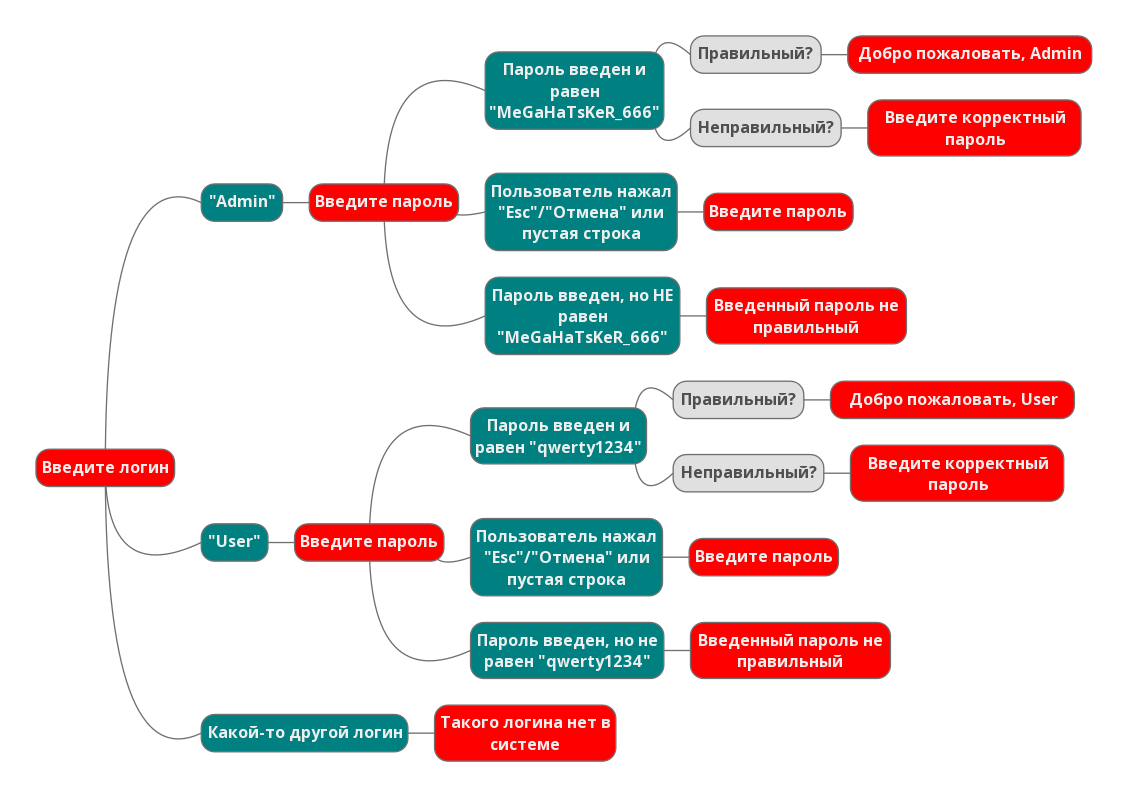 Введите логин
"Admin"
Введите пароль
Пароль введен и
равен
"MeGaHaTsKeR_666"
Правильный?
Добро пожаловать, Admin
Неправильный?
Введите корректный
пароль
Пользователь нажал
"Esc"/"Отмена" или
пустая строка
Введите пароль
Пароль введен, но НЕ
равен
"MeGaHaTsKeR_666"
Введенный пароль не
правильный
"User"
Введите пароль
Пароль введен и
равен "qwerty1234"
Правильный?
Добро пожаловать, User
Неправильный?
Введите корректный
пароль
Пользователь нажал
"Esc"/"Отмена" или
пустая строка
Введите пароль
Пароль введен, но не
равен "qwerty1234"
Введенный пароль не
правильный
Какой-то другой логин
Такого логина нет в
системе